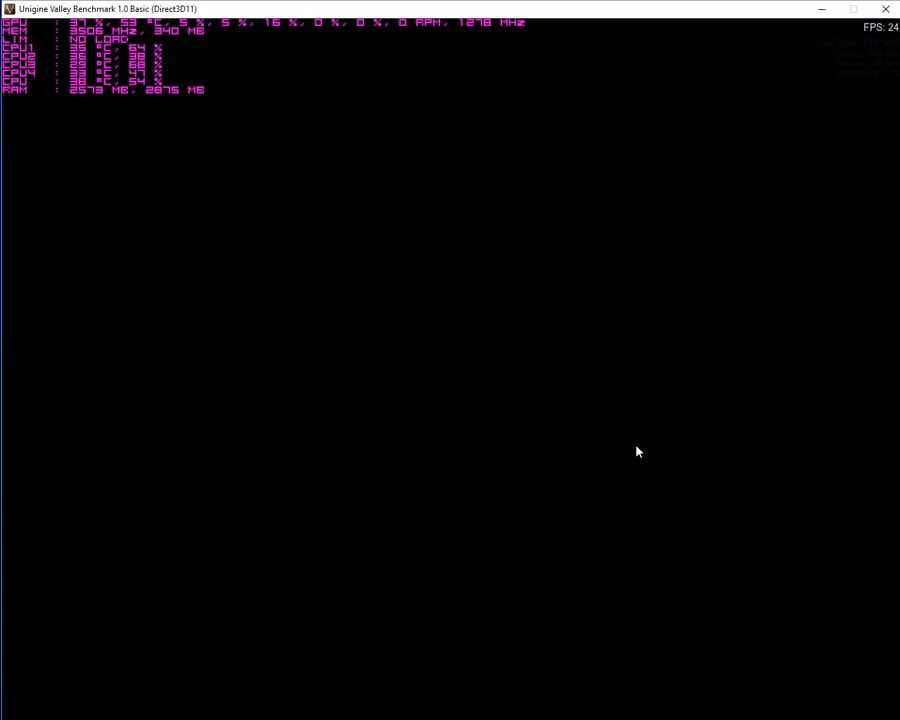 Unigine Valley Benchmark 1.0 Basic (Direct3D11)
FPS: 24
GPU : 37 %, 53 °C, 5 %, 5 %, 16 %, 0 %, 0 %, 0 RPM, 1278 MHz
MEM : 3506 MHz, 340 MB
LIM : NO LOAD
CPU1 : 35 °C, 64 %
CPU2 : 36 °C, 38 %
CPU3 : 29 °C, 68 %
CPU4 : 33 °C, 47 %
CPU : 38 °C, 54 %
RAM : 2573 MB, 2875 MB